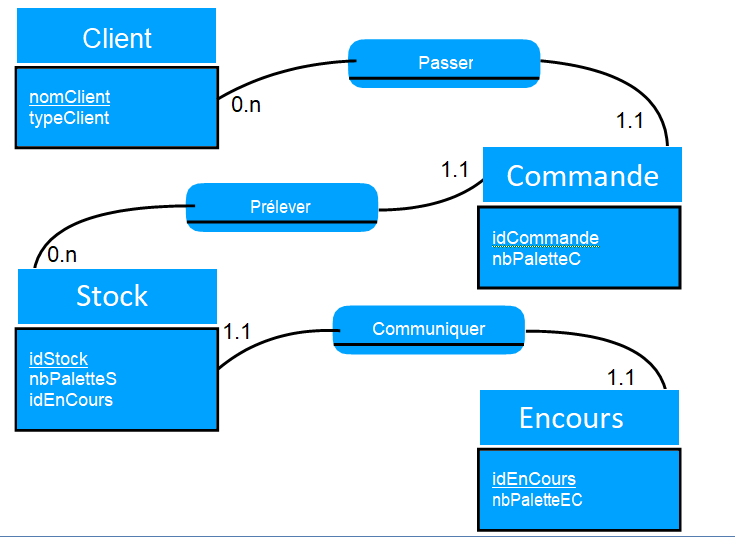 Client
nomClient
typeClient
0.n
Passer
1.1
Commande
idCommande
nbPaletteC
1.1
Prélever
0.n
Stock
idStock
nbPaletteS
idEnCours
1.1
Communiquer
1.1
Encours
idEnCours
nbPaletteEC